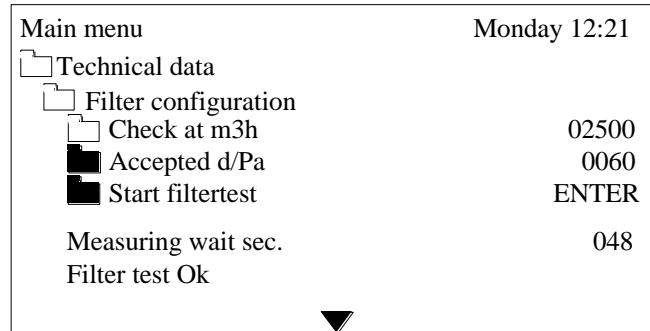 Main menu Monday 12:21
Technical data
Filter configuration
Check at m3h 02500
Accepted d/Pa 0060
Start filtertest ENTER
Measuring wait sec. 048
Filter test Ok